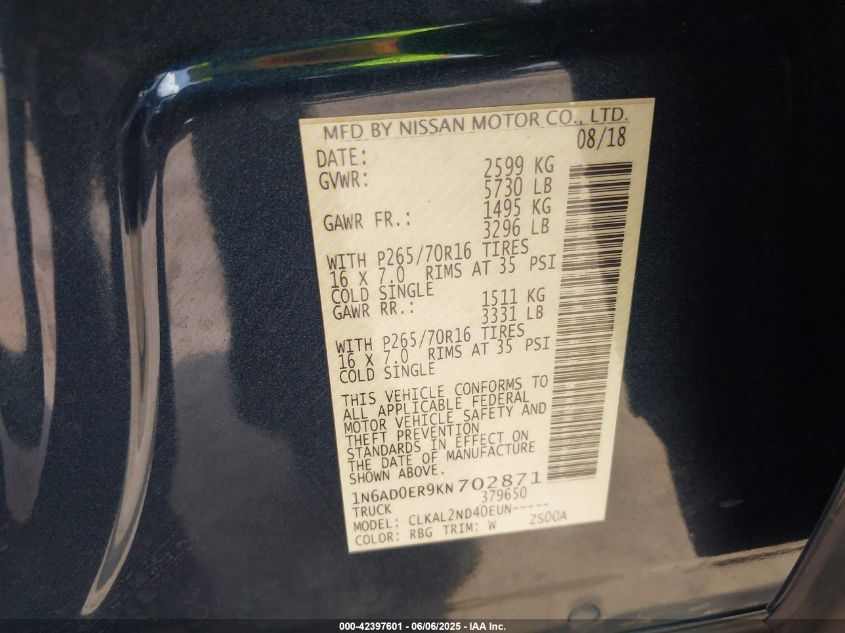 MFD BY NISSAN MOTOR CO., LTD.
DATE: 08/18
GVWR: 2599 KG
5730 LB
GAWR FR.: 1495 KG
3296 LB
WITH P265/70R16 TIRES
16 X 7.0 RIMS AT 35 PSI
COLD SINGLE
GAWR RR.: 1511 KG
3331 LB
WITH P265/70R16 TIRES
16 X 7.0 RIMS AT 35 PSI
COLD SINGLE
THIS VEHICLE CONFORMS TO
ALL APPLICABLE FEDERAL
MOTOR VEHICLE SAFETY AND
THEFT PREVENTION
STANDARDS IN EFFECT ON
THE DATE OF MANUFACTURE
SHOWN ABOVE.
1N6AD0ER9KN702871
TRUCK 379650
MODEL: CLKAL2ND40EUN-----
COLOR: RBG TRIM: W ZS00A
000-42397601 - 06/06/2025 - IAA Inc.